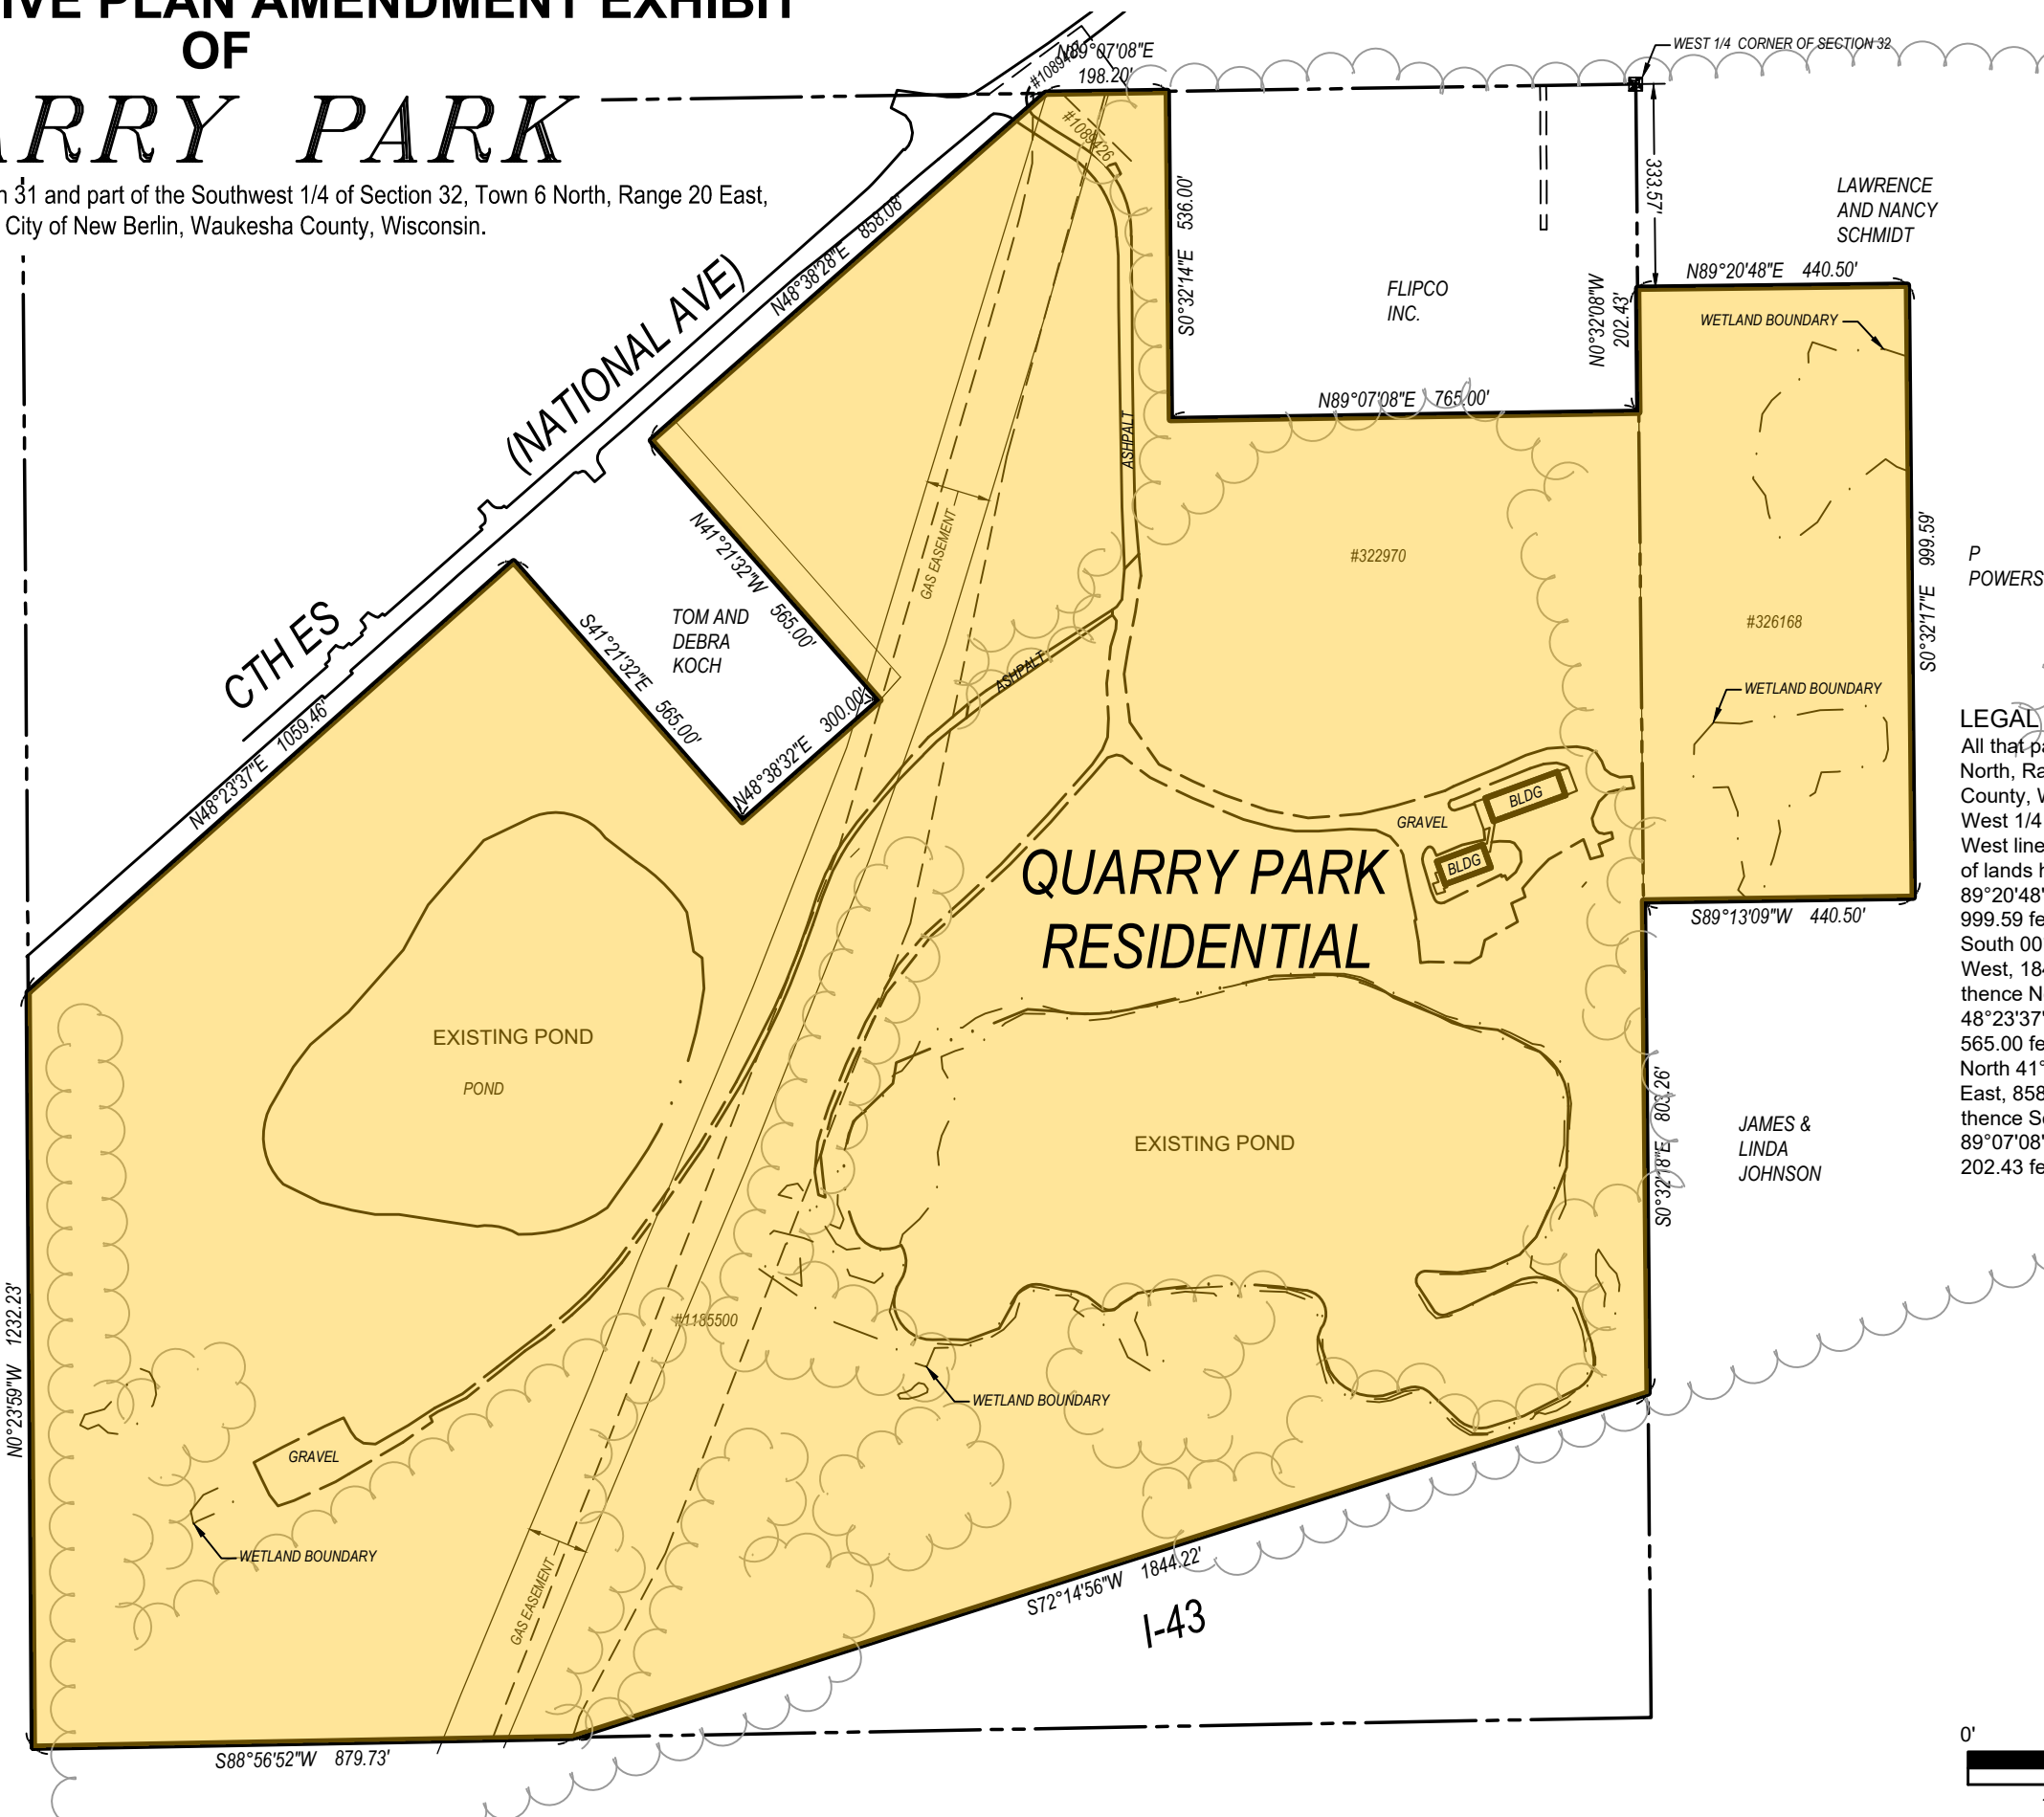 IVE PLAN AMENDMENT EXHIBIT
OF
ARRY PARK
n 31 and part of the Southwest 1/4 of Section 32, Town 6 North, Range 20 East,
City of New Berlin, Waukesha County, Wisconsin.
N89°07'08"E
198.20'
#1089426
WEST 1/4 CORNER OF SECTION 32
333.57'
LAWRENCE
AND NANCY
SCHMIDT
N48°38'28"E 858.08'
S0°32'14"E 536.00'
FLIPCO
INC.
N0°32'08"W
202.43'
N89°20'48"E 440.50'
WETLAND BOUNDARY
(NATIONAL AVE)
CTH ES
N89°07'08"E 765.00'
ASHPALT
GAS EASEMENT
#322970
#326168
S0°32'17"E 999.59'
P
POWERS
N41°21'32"W 565.00'
TOM AND
DEBRA
KOCH
S41°21'32"E 565.00'
N48°38'32"E 300.00'
ASHPALT
WETLAND BOUNDARY
N48°23'37"E 1059.46'
BLDG
GRAVEL
BLDG
QUARRY PARK
RESIDENTIAL
S89°13'09"W 440.50'
LEGAL
All that pa
North, Ra
County, W
West 1/4
West line
of lands h
89°20'48'
999.59 fe
South 00
West, 184
thence N
48°23'37'
565.00 fe
North 41°
East, 858
thence So
89°07'08'
202.43 fe
EXISTING POND
POND
EXISTING POND
S0°32'18"E 803.26'
JAMES &
LINDA
JOHNSON
N0°23'59"W 1232.23'
#1185500
WETLAND BOUNDARY
GRAVEL
WETLAND BOUNDARY
GAS EASEMENT
S72°14'56"W 1844.22'
I-43
S88°56'52"W 879.73'
0'